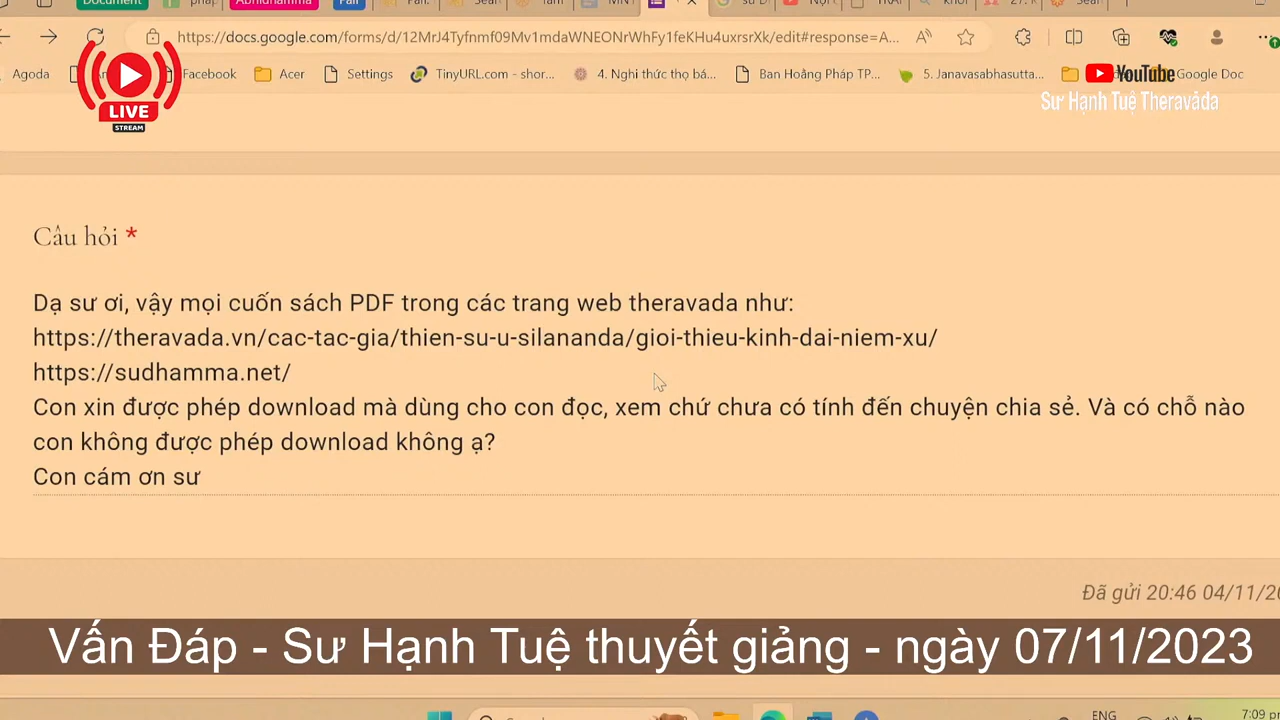 Document
Abhidhamma
https://docs.google.com/forms/d/12MrJ4Tyfnmf09Mv1mdaWNEONrWhFy1feKHu4uxrsrXk/edit#response=A...
Agoda
Facebook
Acer
Settings
TinyURL.com - shor...
4. Nghi thức thọ bá...
Ban Hoằng Pháp TP...
5. Janavasabhasutta...
Google Doc
LIVE
STREAM
YouTube
Sư Hạnh Tuệ Theravāda
Câu hỏi *
Dạ sư ơi, vậy mọi cuốn sách PDF trong các trang web theravada như:
https://theravada.vn/cac-tac-gia/thien-su-u-silananda/gioi-thieu-kinh-dai-niem-xu/
https://sudhamma.net/
Con xin được phép download mà dùng cho con đọc, xem chứ chưa có tính đến chuyện chia sẻ. Và có chỗ nào
con không được phép download không ạ?
Con cám ơn sư
Đã gửi 20:46 04/11/20
Vấn Đáp - Sư Hạnh Tuệ thuyết giảng - ngày 07/11/2023
ENG
7:09